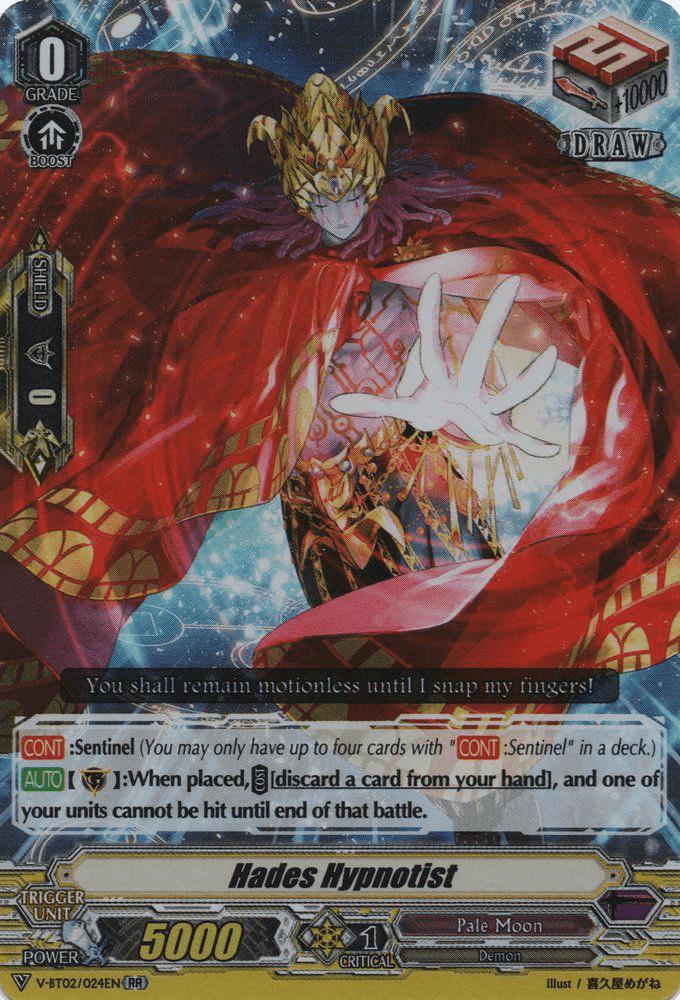 0
GRADE
BOOST
+10000
DRAW
SHIELD
0
You shall remain motionless until I snap my fingers!
CONT :Sentinel (You may only have up to four cards with "CONT :Sentinel" in a deck.)
AUTO【 G 】:When placed, COST [discard a card from your hand], and one of
your units cannot be hit until end of that battle.
Hades Hypnotist
TRIGGER
UNIT
POWER
5000
1
CRITICAL
Pale Moon
Demon
V-BT02/024EN RR
illust / 喜久屋めがね